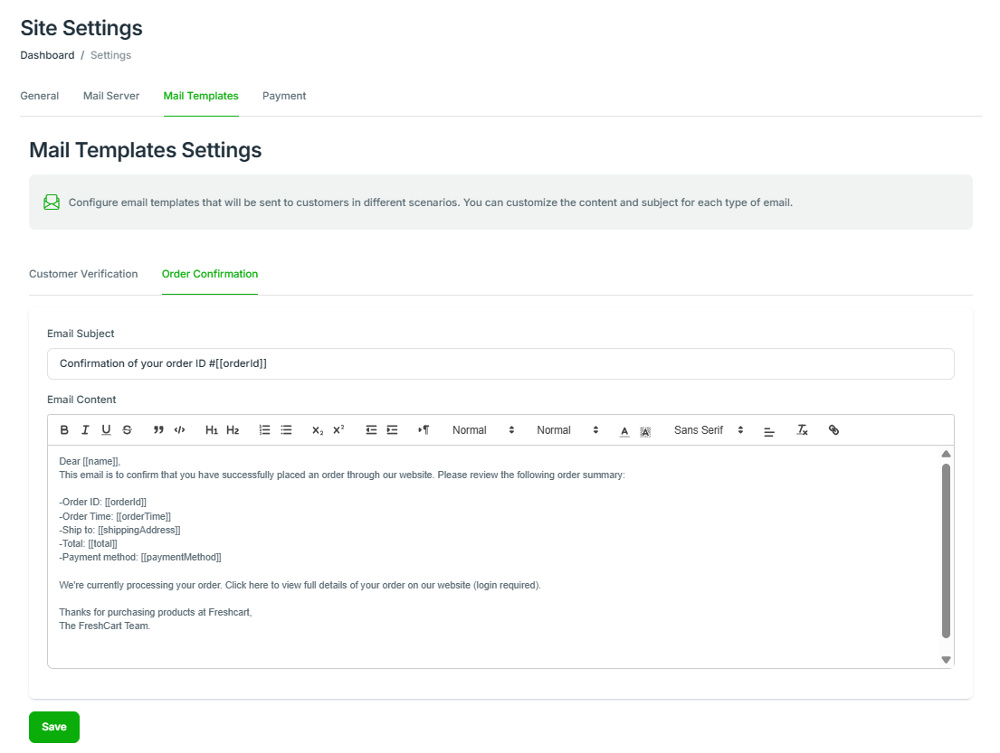 Site Settings
Dashboard / Settings
General Mail Server Mail Templates Payment
Mail Templates Settings
Configure email templates that will be sent to customers in different scenarios. You can customize the content and subject for each type of email.
Customer Verification Order Confirmation
Email Subject
Confirmation of your order ID #[[orderId]]
Email Content
B I U S H1 H2 X2 X2 Normal Normal A A Sans Serif Tx
Dear [[name]],
This email is to confirm that you have successfully placed an order through our website. Please review the following order summary:
-Order ID: [[orderId]]
-Order Time: [[orderTime]]
-Ship to: [[shippingAddress]]
-Total: [[total]]
-Payment method: [[paymentMethod]]
We're currently processing your order. Click here to view full details of your order on our website (login required).
Thanks for purchasing products at Freshcart,
The FreshCart Team.
Save